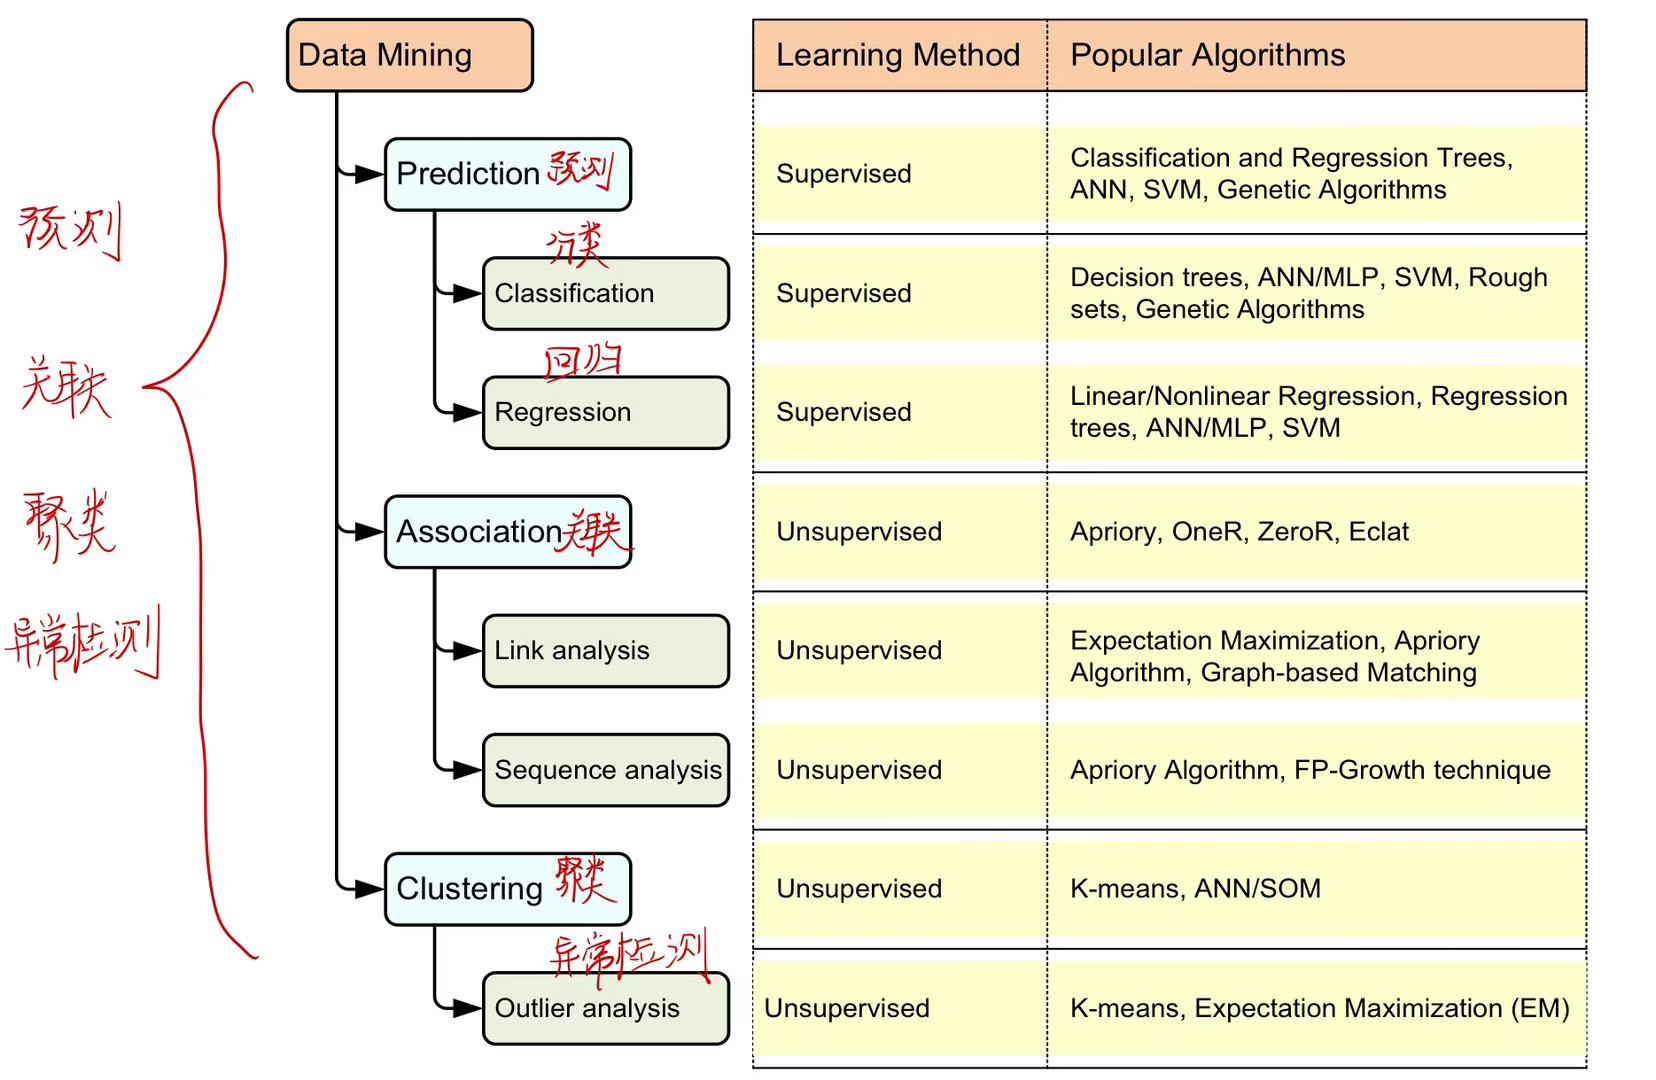 Data Mining
Learning Method
Popular Algorithms
Prediction 预测
Supervised
Classification and Regression Trees,
ANN, SVM, Genetic Algorithms
预测
分类
Classification
Supervised
Decision trees, ANN/MLP, SVM, Rough
sets, Genetic Algorithms
关联
回归
Regression
Supervised
Linear/Nonlinear Regression, Regression
trees, ANN/MLP, SVM
聚类
Association 关联
Unsupervised
Apriory, OneR, ZeroR, Eclat
异常检测
Link analysis
Unsupervised
Expectation Maximization, Apriory
Algorithm, Graph-based Matching
Sequence analysis
Unsupervised
Apriory Algorithm, FP-Growth technique
Clustering 聚类
Unsupervised
K-means, ANN/SOM
异常检测
Outlier analysis
Unsupervised
K-means, Expectation Maximization (EM)